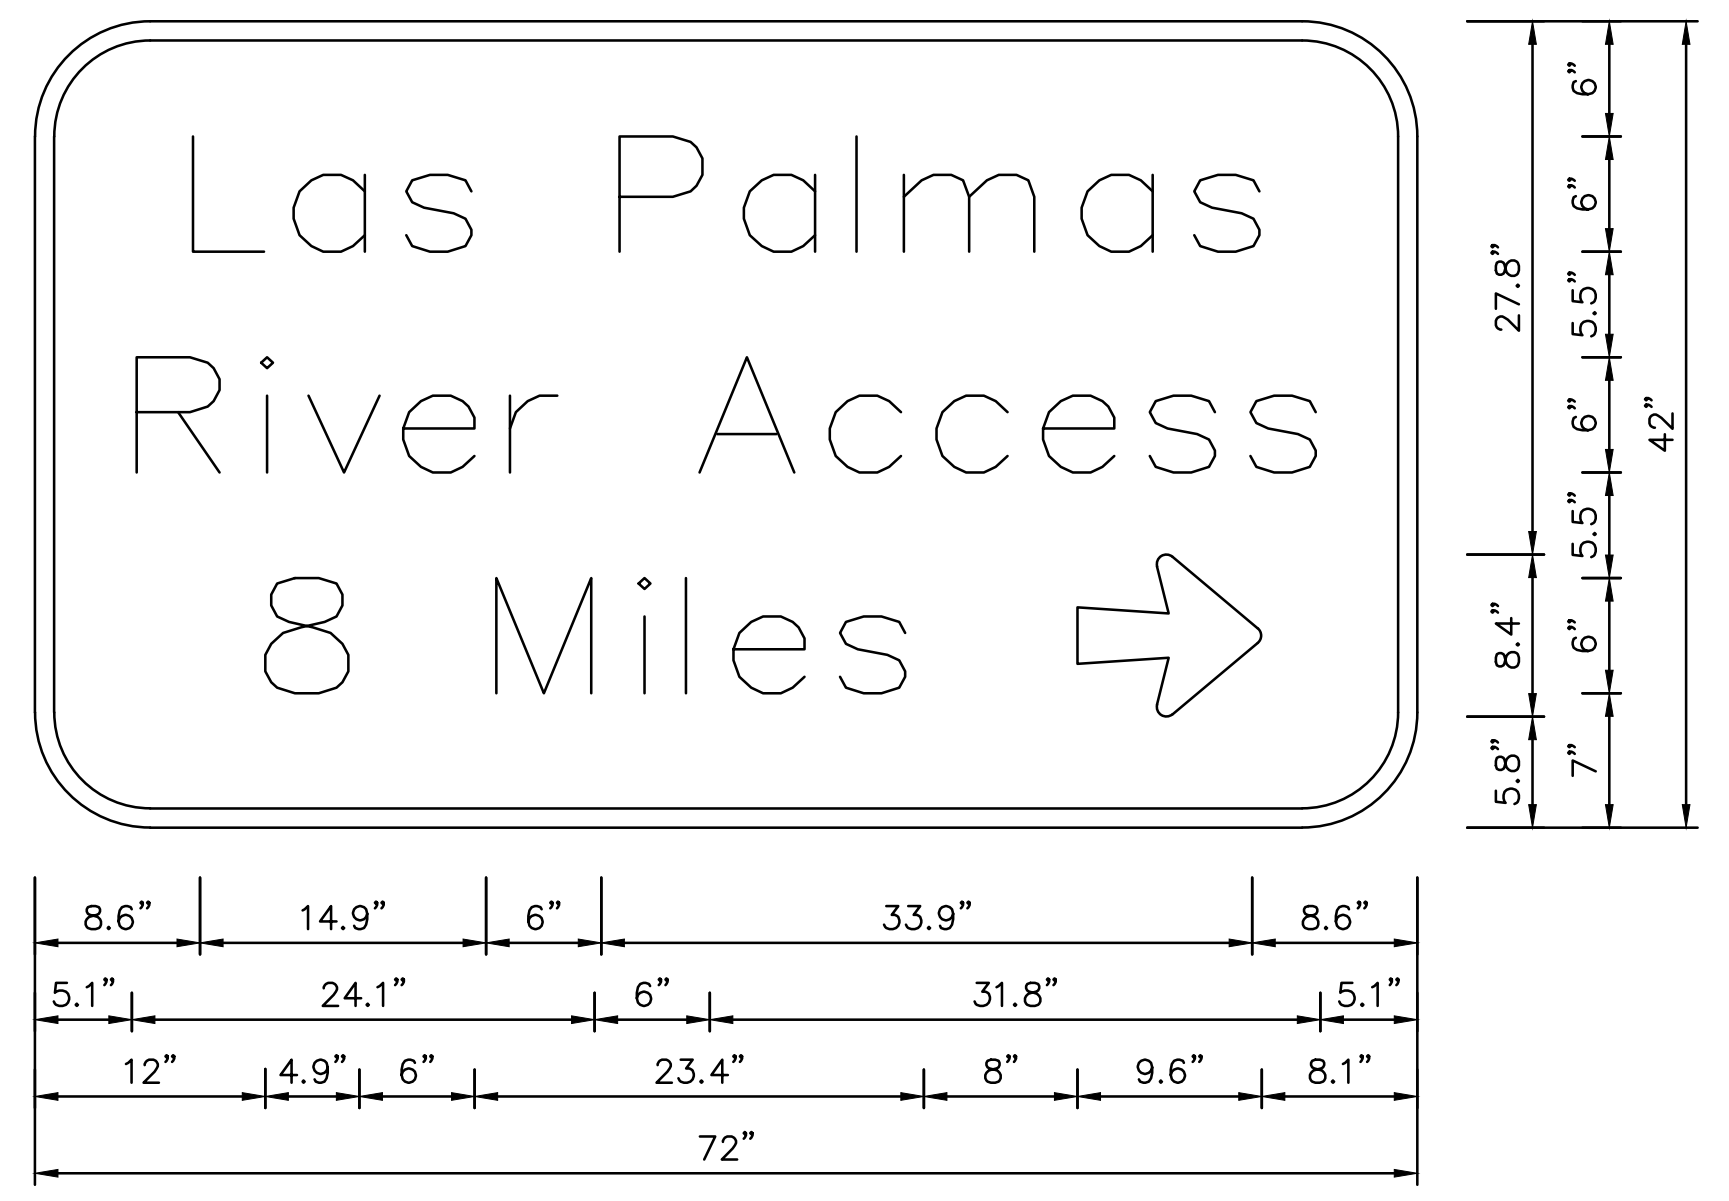 Las Palmas
River Access
8 Miles
6”
6”
27.8”
5.5”
6”
42”
5.5”
8.4”
6”
5.8”
7”
8.6” 14.9” 6” 33.9” 8.6”
5.1” 24.1” 6” 31.8” 5.1”
12” 4.9” 6” 23.4” 8” 9.6” 8.1”
72”